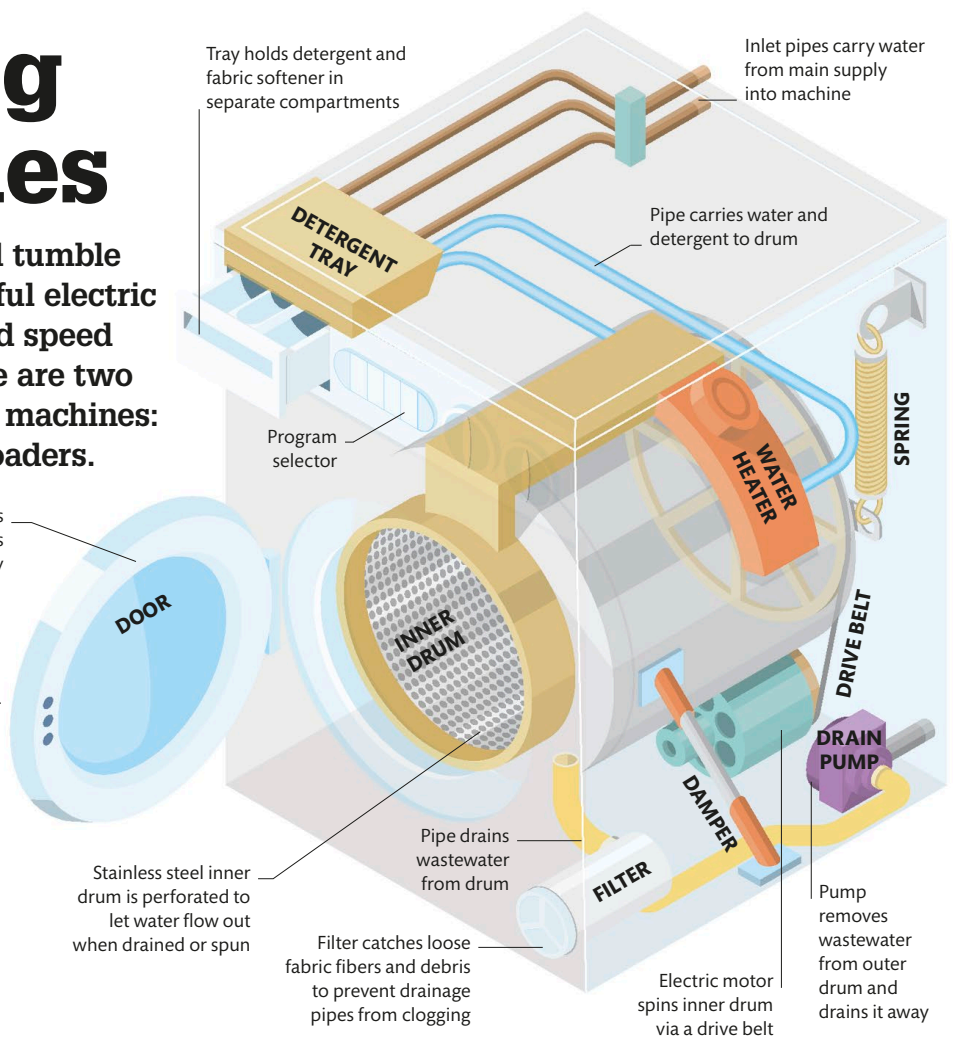 g
es
tumble
ful electric
d speed
e are two
machines:
oaders.
Tray holds detergent and
fabric softener in
separate compartments
Inlet pipes carry water
from main supply
into machine
DETERGENT
TRAY
Pipe carries water and
detergent to drum
Program
selector
SPRING
WATER
HEATER
s
s
DOOR
INNER
DRUM
DRIVE BELT
DRAIN
PUMP
DAMPER
Pipe drains
wastewater
from drum
FILTER
Stainless steel inner
drum is perforated to
let water flow out
when drained or spun
Filter catches loose
fabric fibers and debris
to prevent drainage
pipes from clogging
Electric motor
spins inner drum
via a drive belt
Pump
removes
wastewater
from outer
drum and
drains it away